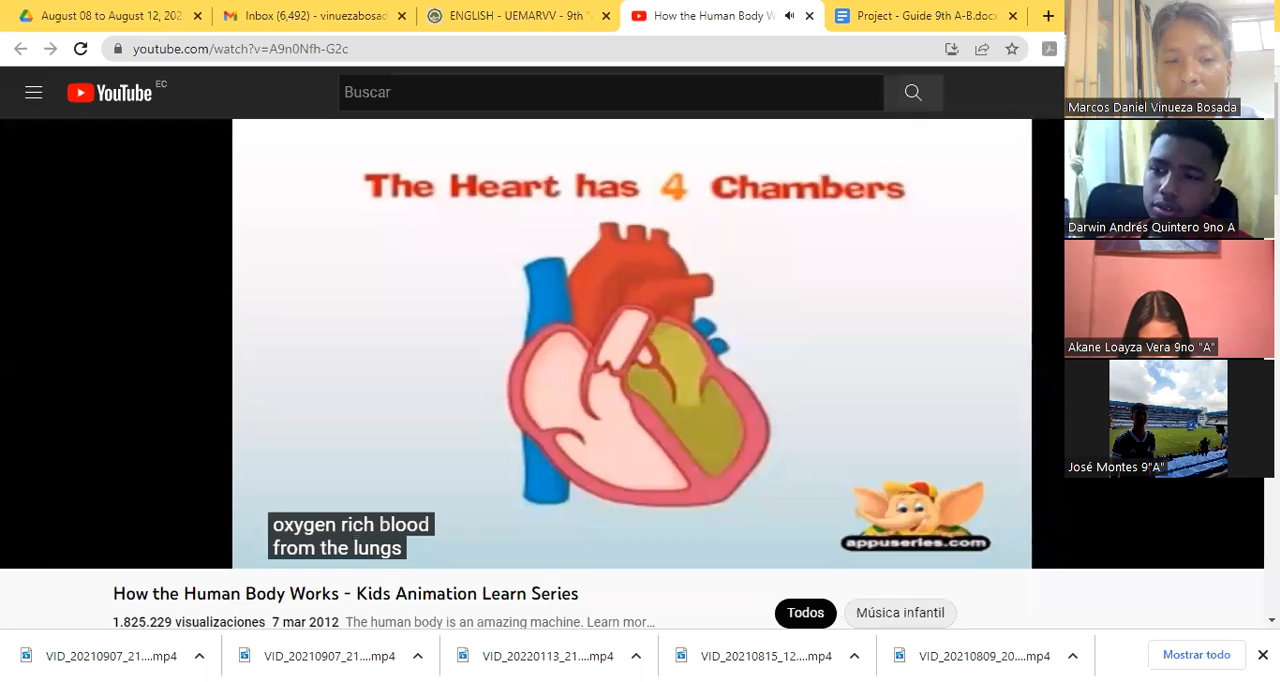 August 08 to August 12, 202
Inbox (6,492) - vinuezabosad
ENGLISH - UEMARVV - 9th "
How the Human Body W
Project - Guide 9th A-B.docx
youtube.com/watch?v=A9n0Nfh-G2c
YouTube EC
Buscar
The Heart has 4 Chambers
oxygen rich blood
from the lungs
appuseries.com
Marcos Daniel Vinueza Bosada
Darwin Andrés Quintero 9no A
Akane Loayza Vera 9no "A"
José Montes 9"A"
How the Human Body Works - Kids Animation Learn Series
1.825.229 visualizaciones 7 mar 2012 The human body is an amazing machine. Learn mor...
Todos
Música infantil
VID_20210907_21....mp4
VID_20210907_21....mp4
VID_20220113_21....mp4
VID_20210815_12....mp4
VID_20210809_20....mp4
Mostrar todo